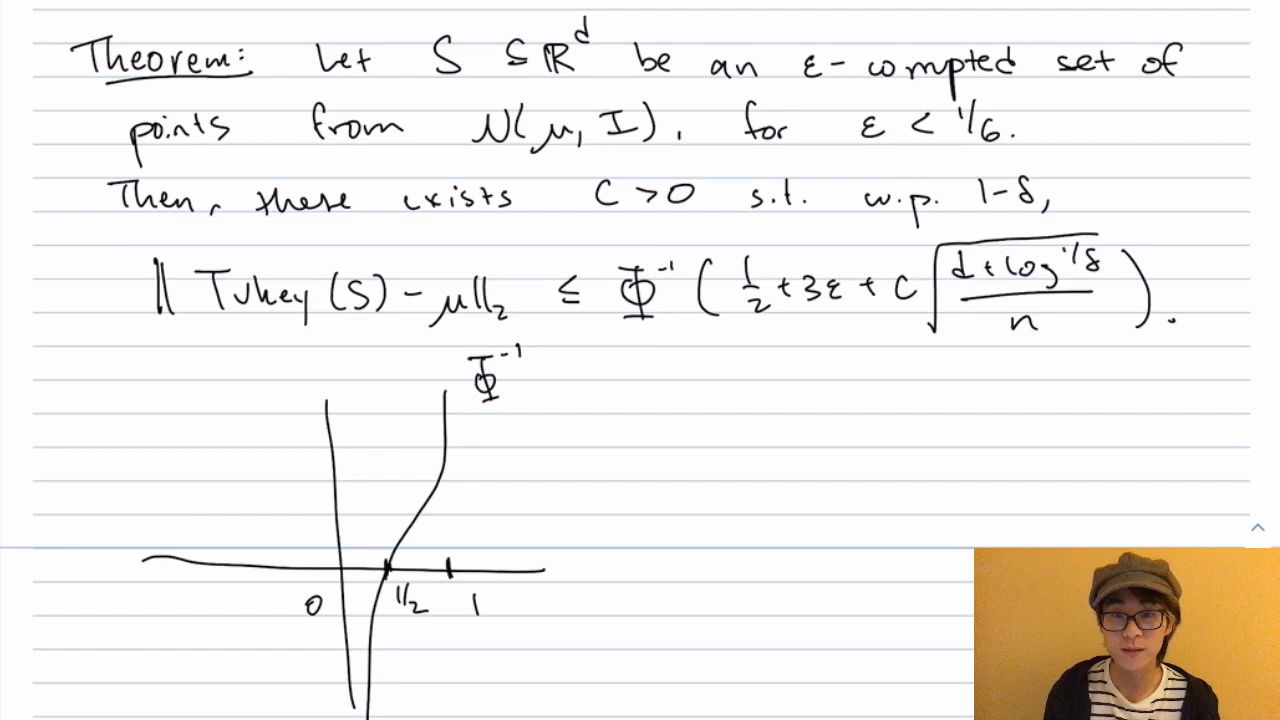 Theorem: Let S ⊆ ℝ^d be an ε-corrupted set of
points from N(μ, I), for ε < 1/6.
Then, there exists C > 0 s.t. w.p. 1-δ,
|| Tukey(S) - μ ||₂ ≤ Φ⁻¹ ( 1/2 + 3ε + C √((d + log 1/δ)/n) ).
Φ⁻¹
0 1/2 1